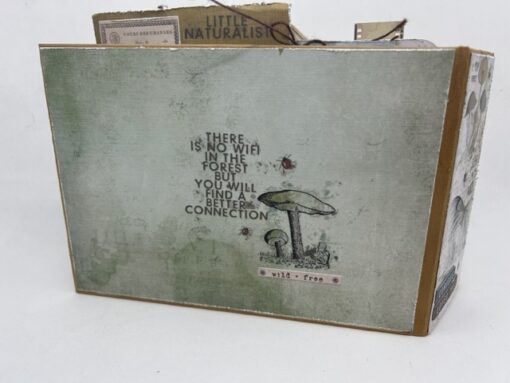 LITTLE
NATURALIST
THERE
IS NO WIFI
IN THE
FOREST
BUT
YOU WILL
FIND A
BETTER
CONNECTION
wild • free